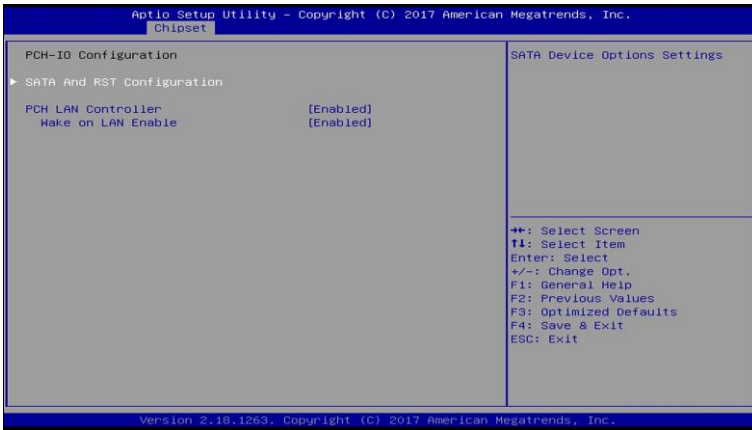 Aptio Setup Utility – Copyright (C) 2017 American Megatrends, Inc.
Chipset
PCH-IO Configuration
SATA And RST Configuration
PCH LAN Controller [Enabled]
Wake on LAN Enable [Enabled]
SATA Device Options Settings
→←: Select Screen
↑↓: Select Item
Enter: Select
+/-: Change Opt.
F1: General Help
F2: Previous Values
F3: Optimized Defaults
F4: Save & Exit
ESC: Exit
Version 2.18.1263. Copyright (C) 2017 American Megatrends, Inc.